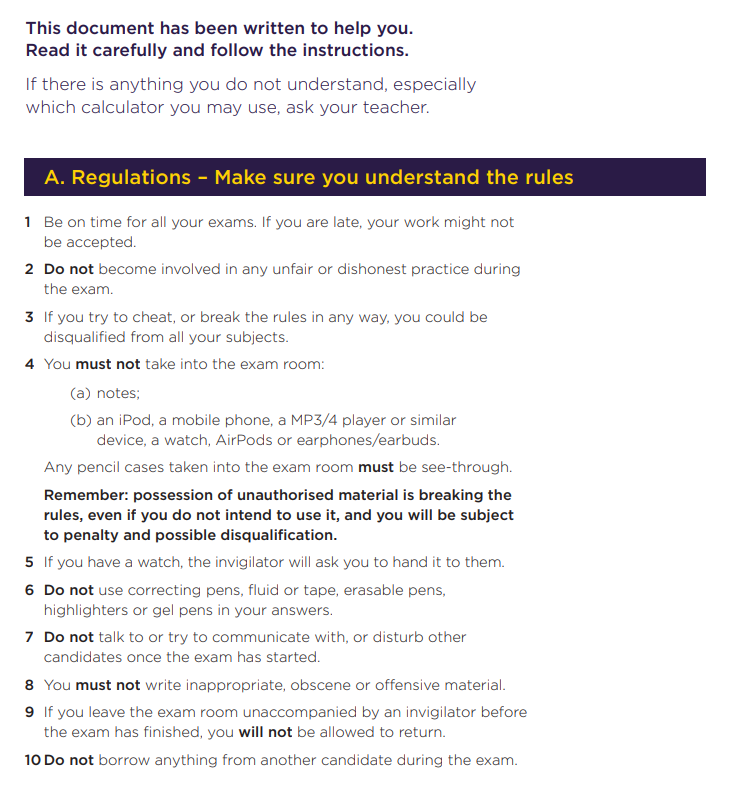 This document has been written to help you.
Read it carefully and follow the instructions.
If there is anything you do not understand, especially
which calculator you may use, ask your teacher.
A. Regulations – Make sure you understand the rules
1 Be on time for all your exams. If you are late, your work might not
be accepted.
2 Do not become involved in any unfair or dishonest practice during
the exam.
3 If you try to cheat, or break the rules in any way, you could be
disqualified from all your subjects.
4 You must not take into the exam room:
(a) notes;
(b) an iPod, a mobile phone, a MP3/4 player or similar
device, a watch, AirPods or earphones/earbuds.
Any pencil cases taken into the exam room must be see-through.
Remember: possession of unauthorised material is breaking the
rules, even if you do not intend to use it, and you will be subject
to penalty and possible disqualification.
5 If you have a watch, the invigilator will ask you to hand it to them.
6 Do not use correcting pens, fluid or tape, erasable pens,
highlighters or gel pens in your answers.
7 Do not talk to or try to communicate with, or disturb other
candidates once the exam has started.
8 You must not write inappropriate, obscene or offensive material.
9 If you leave the exam room unaccompanied by an invigilator before
the exam has finished, you will not be allowed to return.
10 Do not borrow anything from another candidate during the exam.